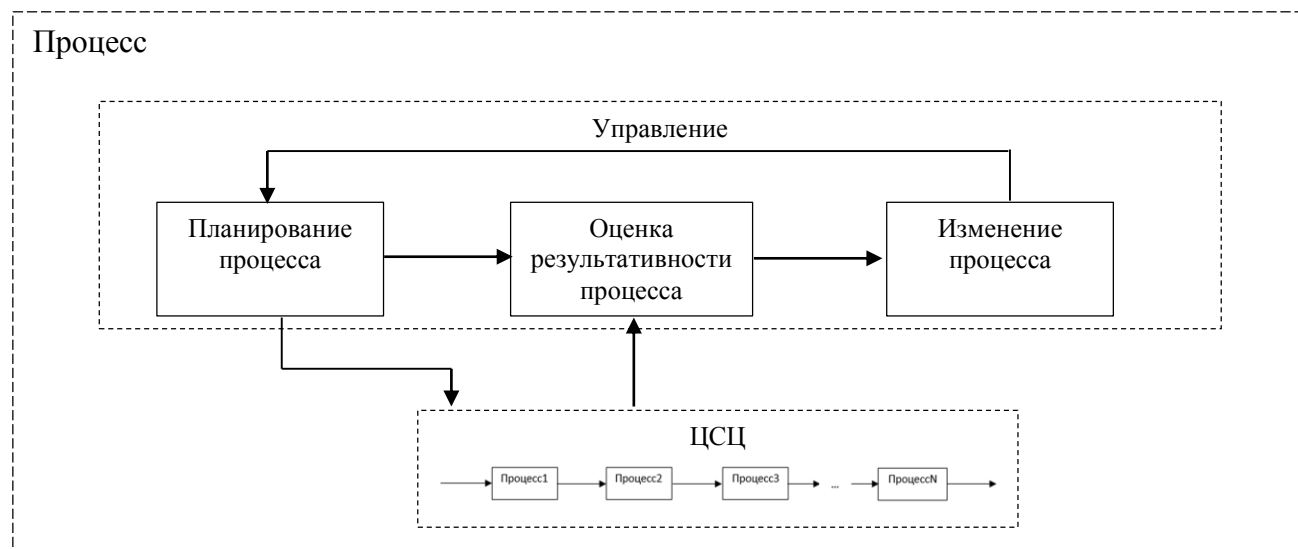 Процесс
Управление
Планирование
процесса
Оценка
результативности
процесса
Изменение
процесса
ЦСЦ
Процесс1
Процесс2
Процесс3
...
ПроцессN